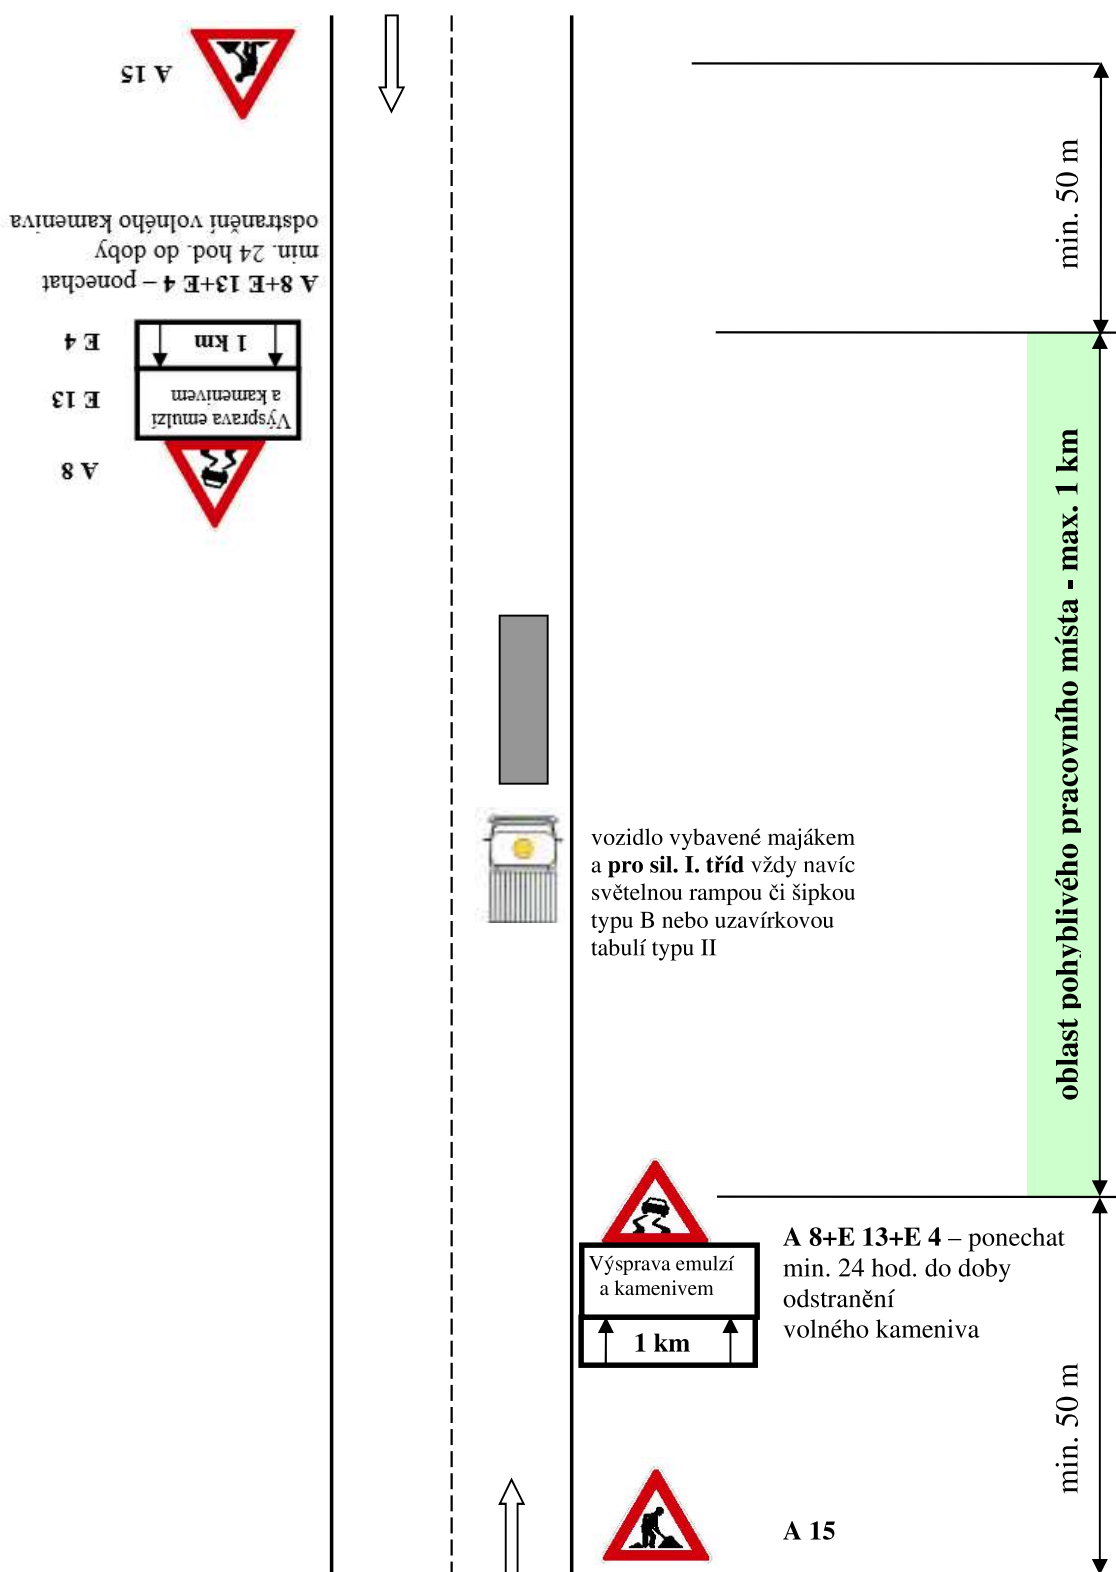 A 15
min. 50 m
A 8+E 13+E 4 – ponechat
min. 24 hod. do doby
odstranění volného kameniva
E 4
1 km
E 13
Výsprava emulzí
a kamenivem
A 8
oblast pohyblivého pracovního místa - max. 1 km
vozidlo vybavené majákem
a pro sil. I. tříd vždy navíc
světelnou rampou či šipkou
typu B nebo uzavírkovou
tabulí typu II
Výsprava emulzí
a kamenivem
1 km
A 8+E 13+E 4 – ponechat
min. 24 hod. do doby
odstranění
volného kameniva
min. 50 m
A 15